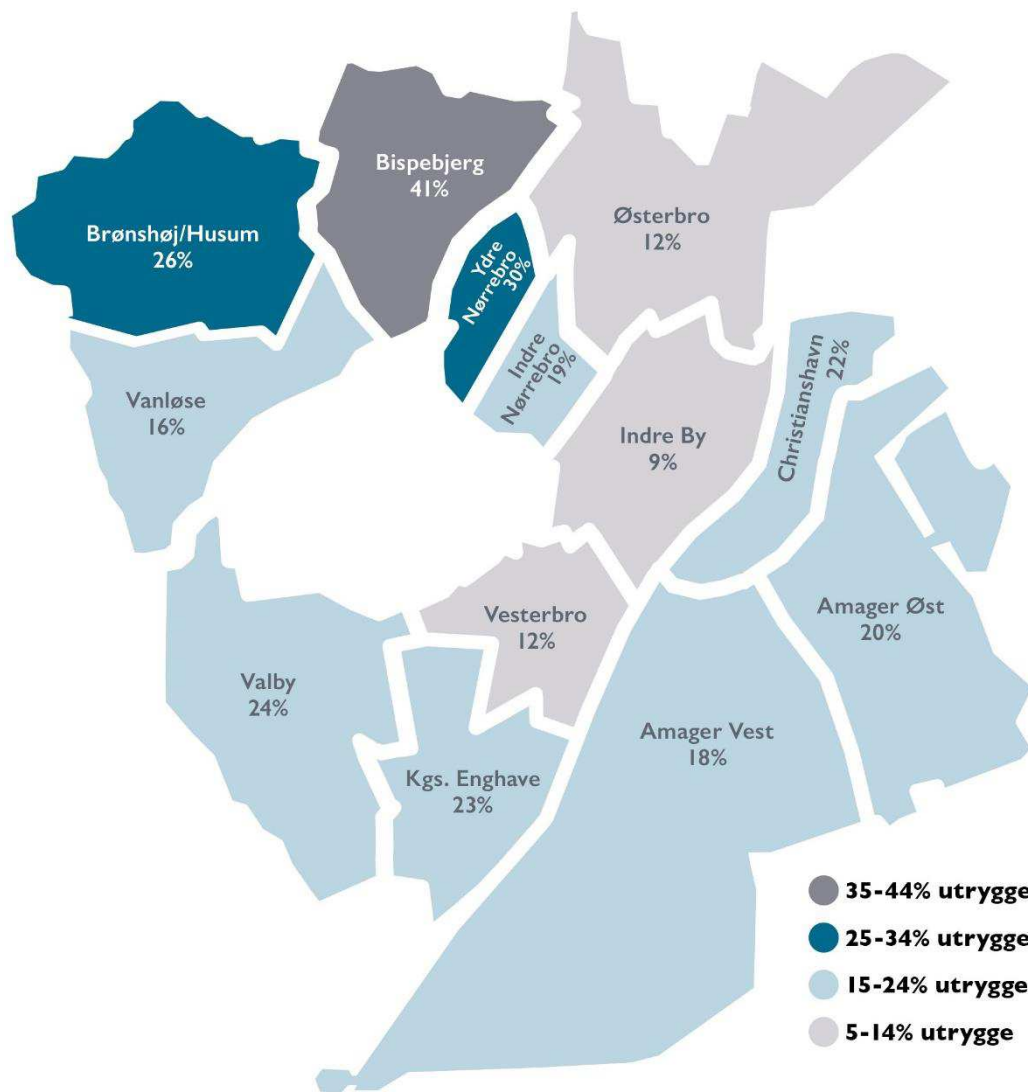 Bispebjerg
41%
Brønshøj/Husum
26%
Østerbro
12%
Ydre
Nørrebro
30%
Indre
Nørrebro
19%
Christianshavn
22%
Vanløse
16%
Indre By
9%
Vesterbro
12%
Amager Øst
20%
Valby
24%
Amager Vest
18%
Kgs. Enghave
23%
35-44% utrygge
25-34% utrygge
15-24% utrygge
5-14% utrygge